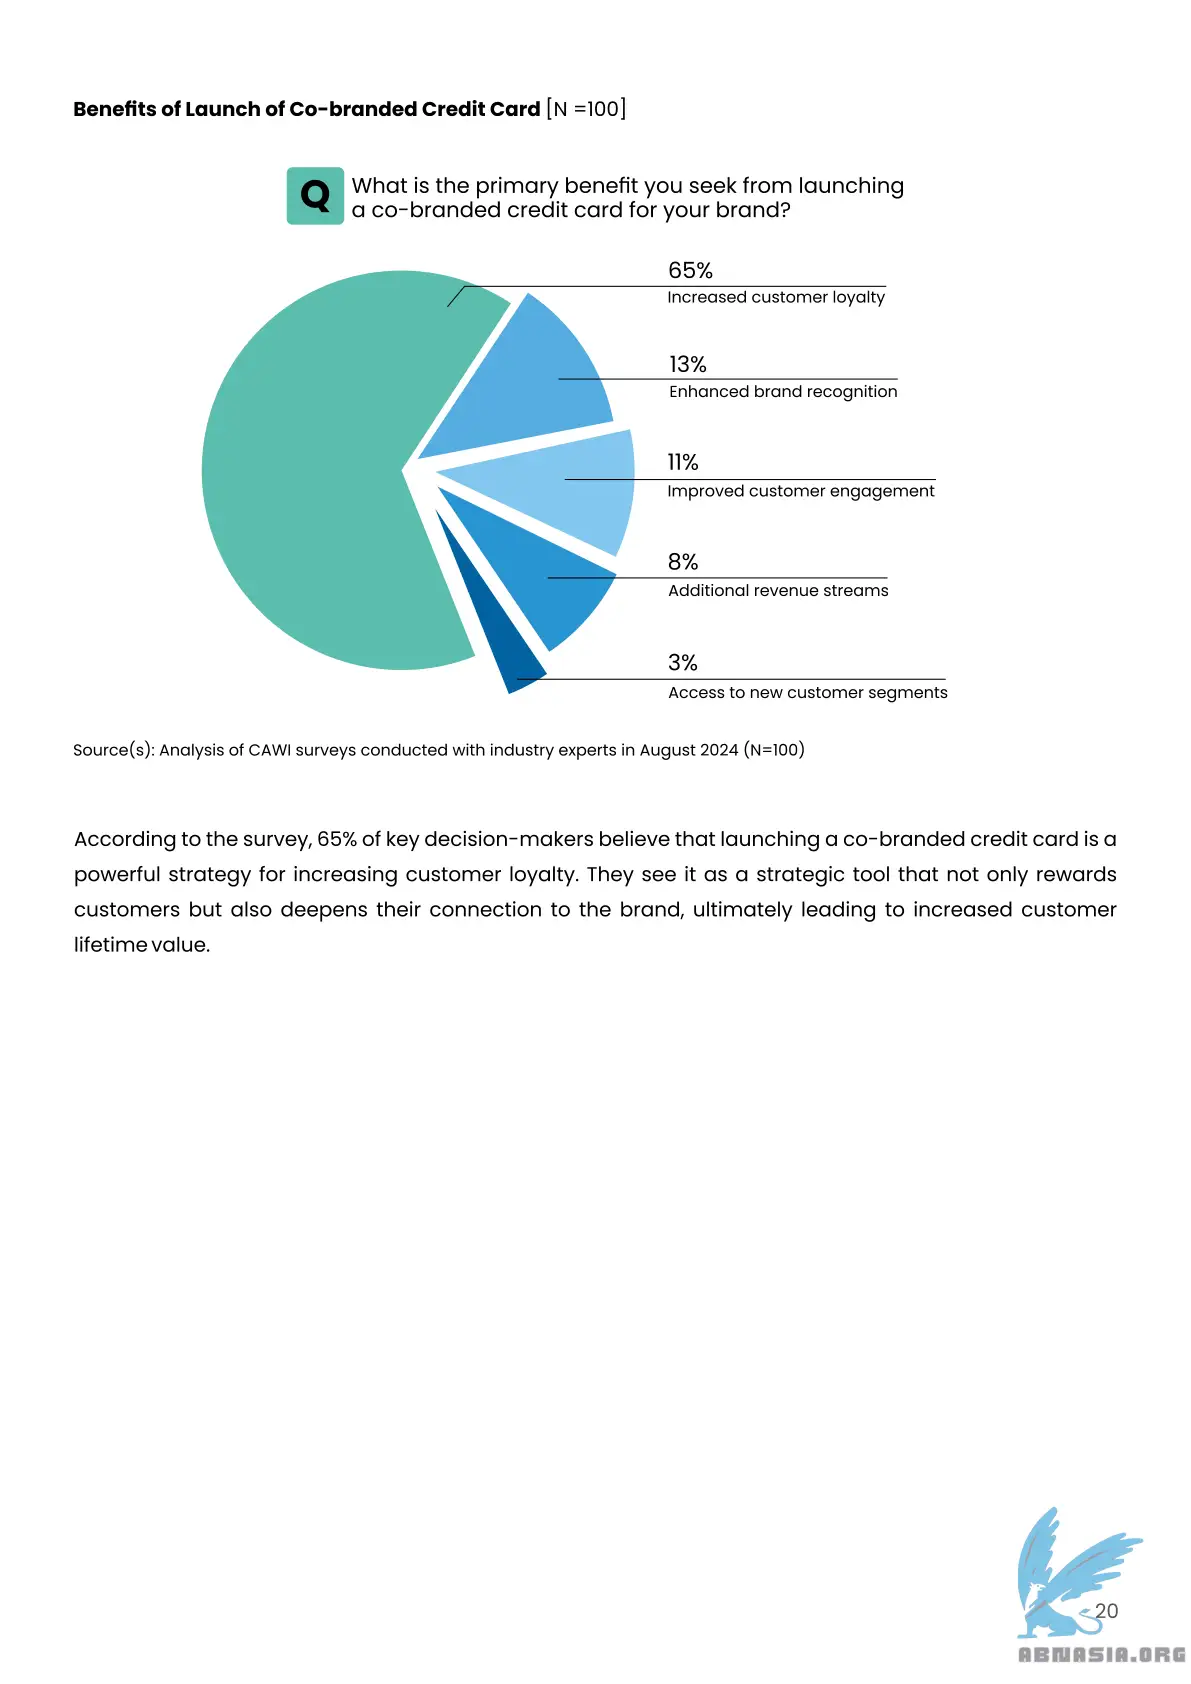 Benefits of Launch of Co-branded Credit Card [N =100]
Q
What is the primary benefit you seek from launching
a co-branded credit card for your brand?
65%
Increased customer loyalty
13%
Enhanced brand recognition
11%
Improved customer engagement
8%
Additional revenue streams
3%
Access to new customer segments
Source(s): Analysis of CAWI surveys conducted with industry experts in August 2024 (N=100)
According to the survey, 65% of key decision-makers believe that launching a co-branded credit card is a
powerful strategy for increasing customer loyalty. They see it as a strategic tool that not only rewards
customers but also deepens their connection to the brand, ultimately leading to increased customer
lifetime value.
20
ABNASIA.ORG